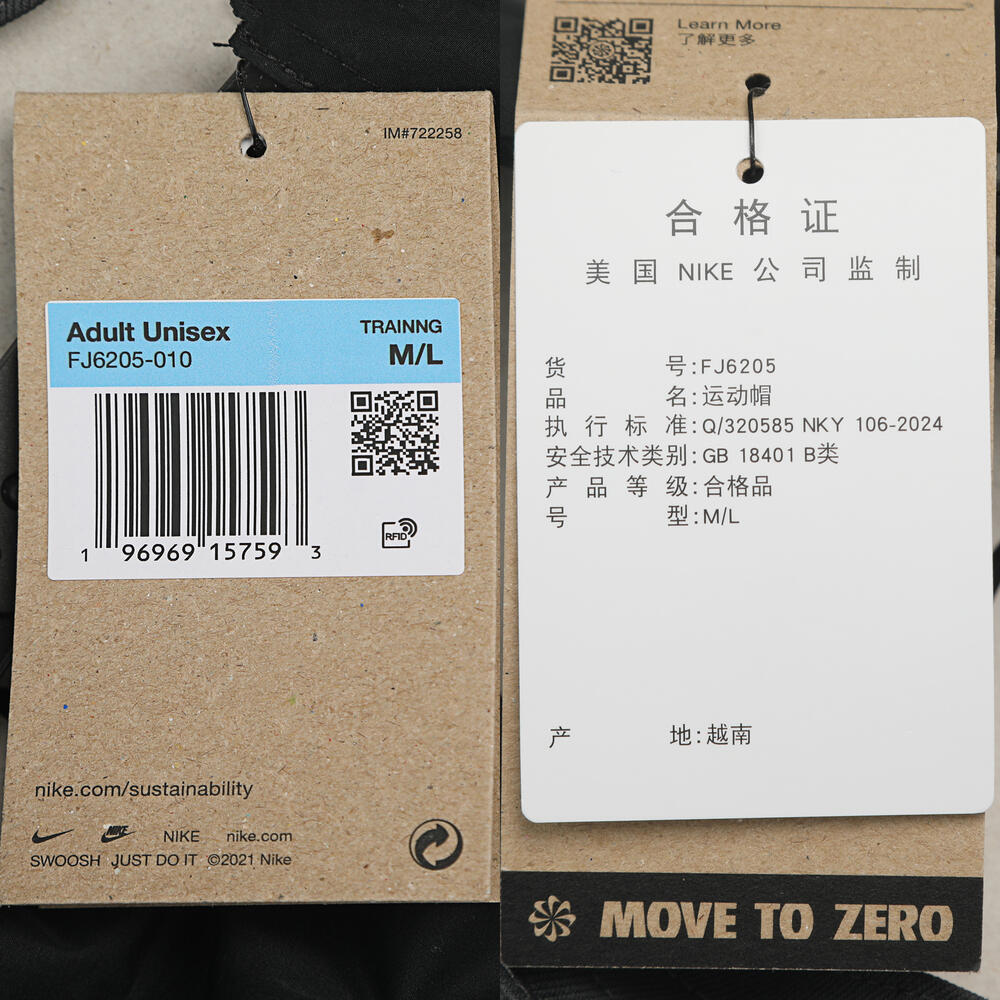 IM#722258
Adult Unisex
FJ6205-010
TRAINNG
M/L
RFID
1 96969 15759 3
nike.com/sustainability
NIKE
NIKE nike.com
SWOOSH JUST DO IT ©2021 Nike
Learn More
了解更多
合格证
美国 NIKE 公司监制
货号:FJ6205
品名:运动帽
执行标准:Q/320585 NKY 106-2024
安全技术类别:GB 18401 B类
产品等级:合格品
号型:M/L
产地:越南
MOVE TO ZERO